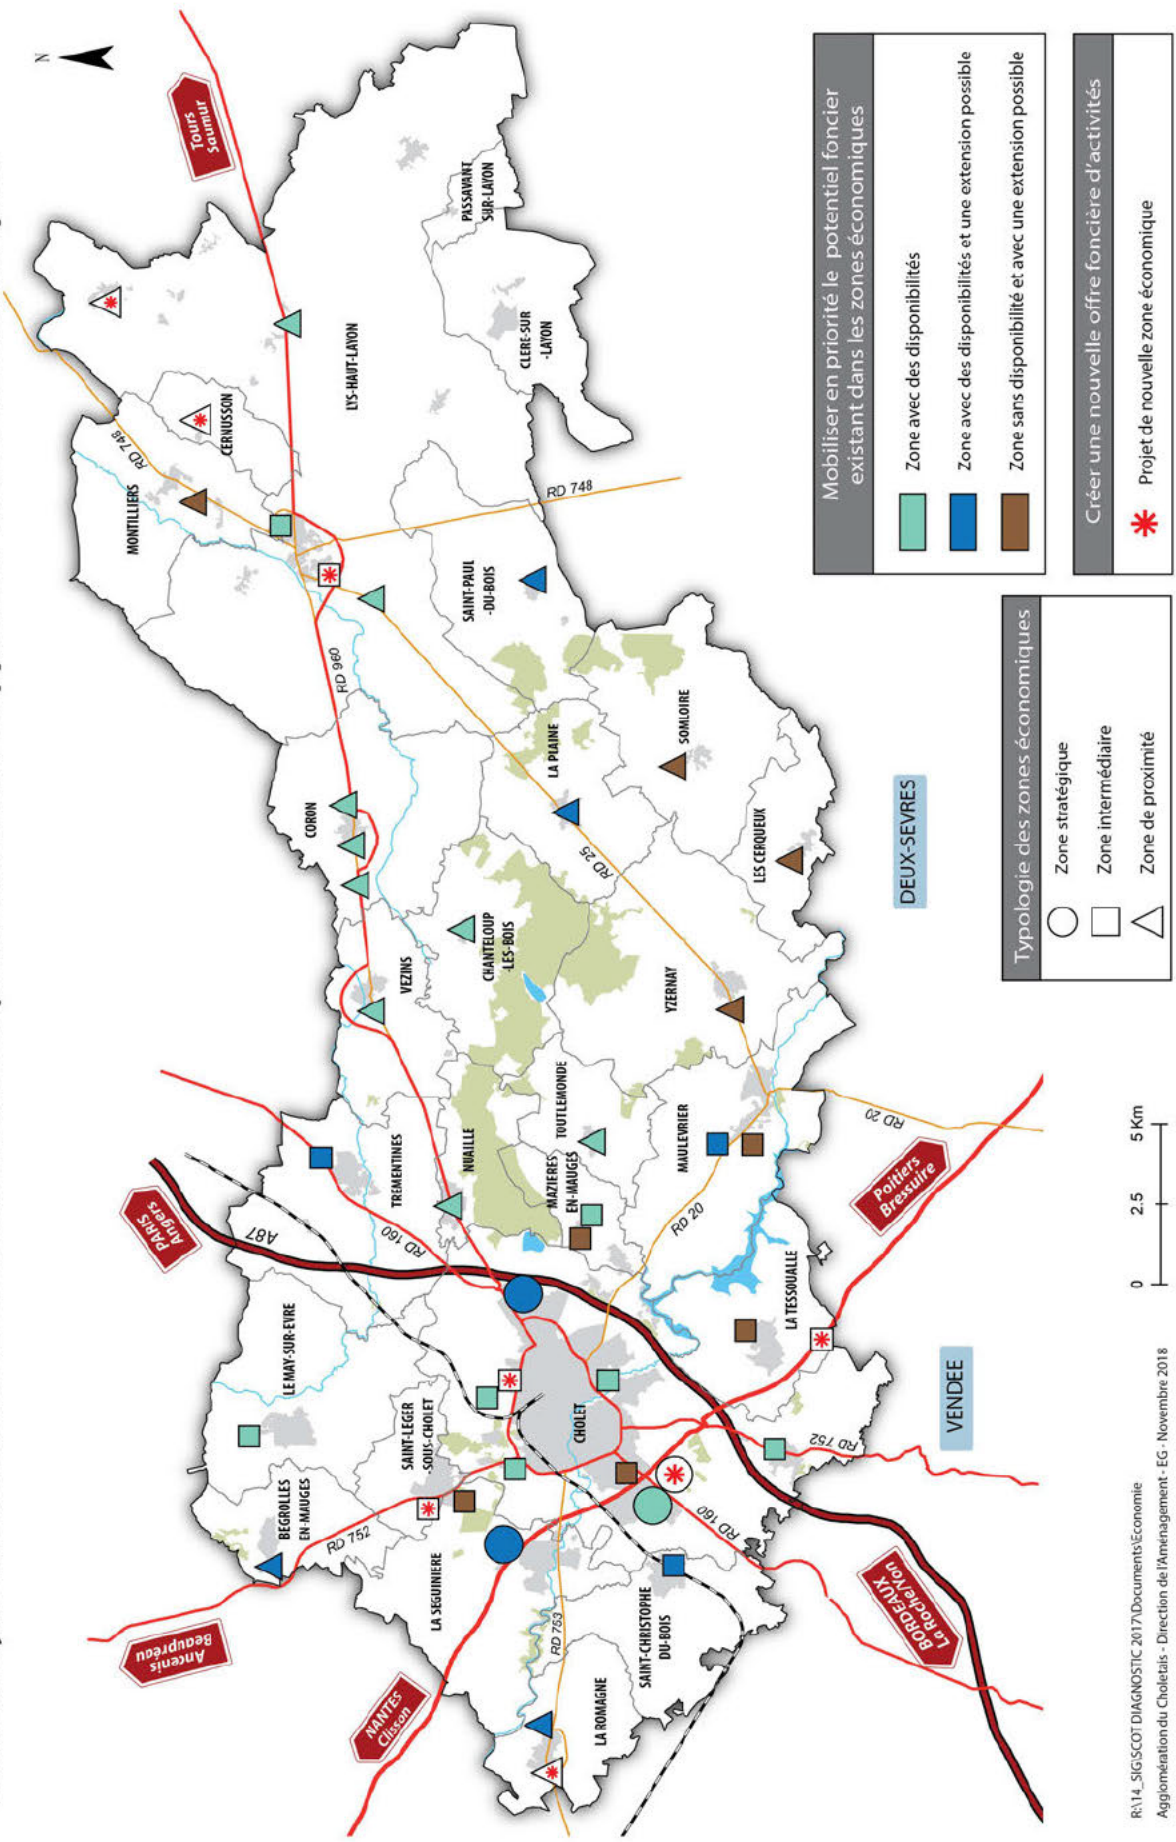 N
Tours
Saumur
PARIS
Angers
Ancenis
Beaupréau
NANTES
Clisson
BORDEAUX
La Roche/Yon
Poitiers
Bressuire
A87
RD 160
RD 752
RD 753
RD 160
RD 752
RD 20
RD 20
RD 25
RD 960
RD 748
RD 748
BEGROLLES
EN-MAUGES
LE MAY-SUR-EVRE
SAINT-LEGER
-SOUS-CHOLET
LA SEGUINIERE
LA ROMAGNE
SAINT-CHRISTOPHE
DU-BOIS
CHOLET
TREMENTINES
NUAILLE
MAZIERES
EN-MAUGES
TOUTLEMONDE
MAULEVRIER
LA TESSOUALLE
VEZINS
CHANTELOUP
-LES-BOIS
YZERNAY
CORON
LA PLAINE
SOMLOIRE
LES CERQUEUX
SAINT-PAUL
-DU-BOIS
MONTILLIERS
CERNUSSON
LYS-HAUT-LAYON
CLERE-SUR
-LAYON
PASSAVANT
SUR-LAYON
VENDEE
DEUX-SEVRES
0 2.5 5 Km
Typologie des zones économiques
Zone stratégique
Zone intermédiaire
Zone de proximité
Mobiliser en priorité le potentiel foncier
existant dans les zones économiques
Zone avec des disponibilités
Zone avec des disponibilités et une extension possible
Zone sans disponibilité et avec une extension possible
Créer une nouvelle offre foncière d'activités
Projet de nouvelle zone économique
R:\14_SIG\SCOT DIAGNOSTIC 2017\Documents\Economie
Agglomération du Choletais - Direction de l'Aménagement - EG - Novembre 2018